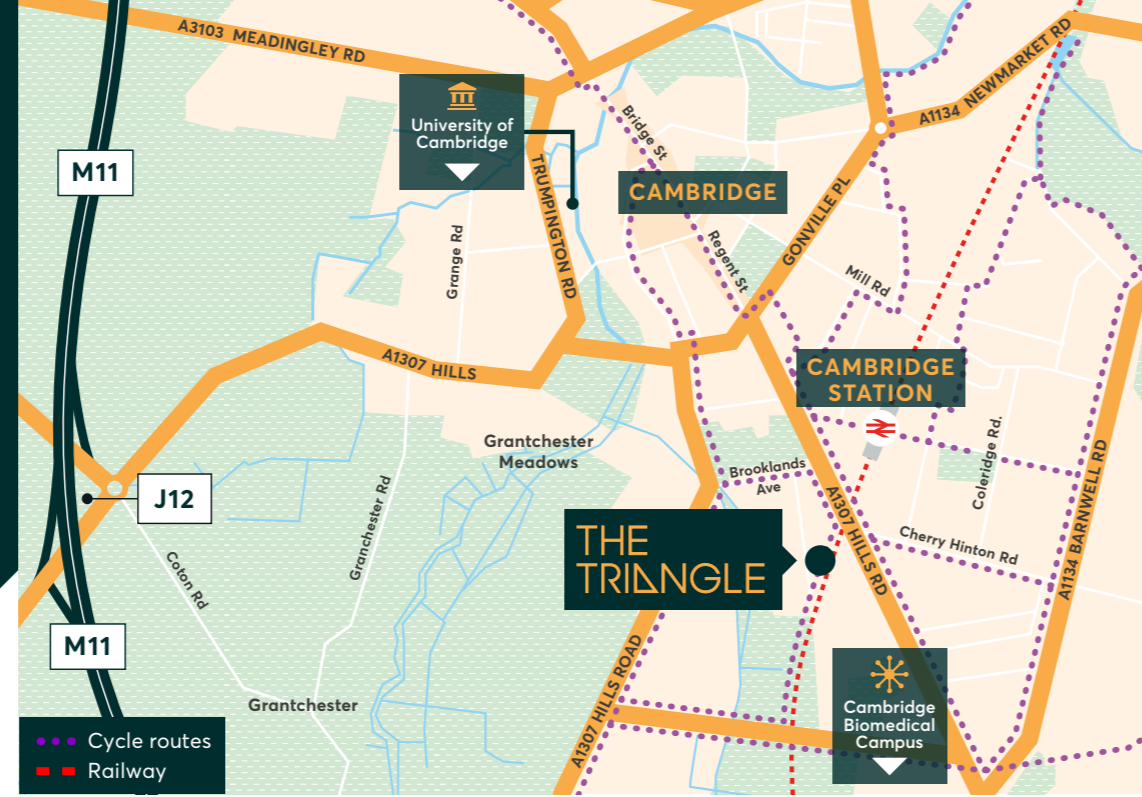 A3103 MEADINGLEY RD
A1134 NEWMARKET RD
University of
Cambridge
Bridge St
M11
CAMBRIDGE
TRUMPINGTON RD
GONVILLE PL
Grange Rd
Regent St
Mill Rd
A1307 HILLS
CAMBRIDGE
STATION
Grantchester
Meadows
Brooklands
Ave
Coleridge Rd.
J12
Granchester Rd
A1307 HILLS RD
A1134 BARNWELL RD
THE
TRIANGLE
Cherry Hinton Rd
Coton Rd
M11
A1307 HILLS ROAD
Grantchester
Cambridge
Biomedical
Campus
Cycle routes
Railway